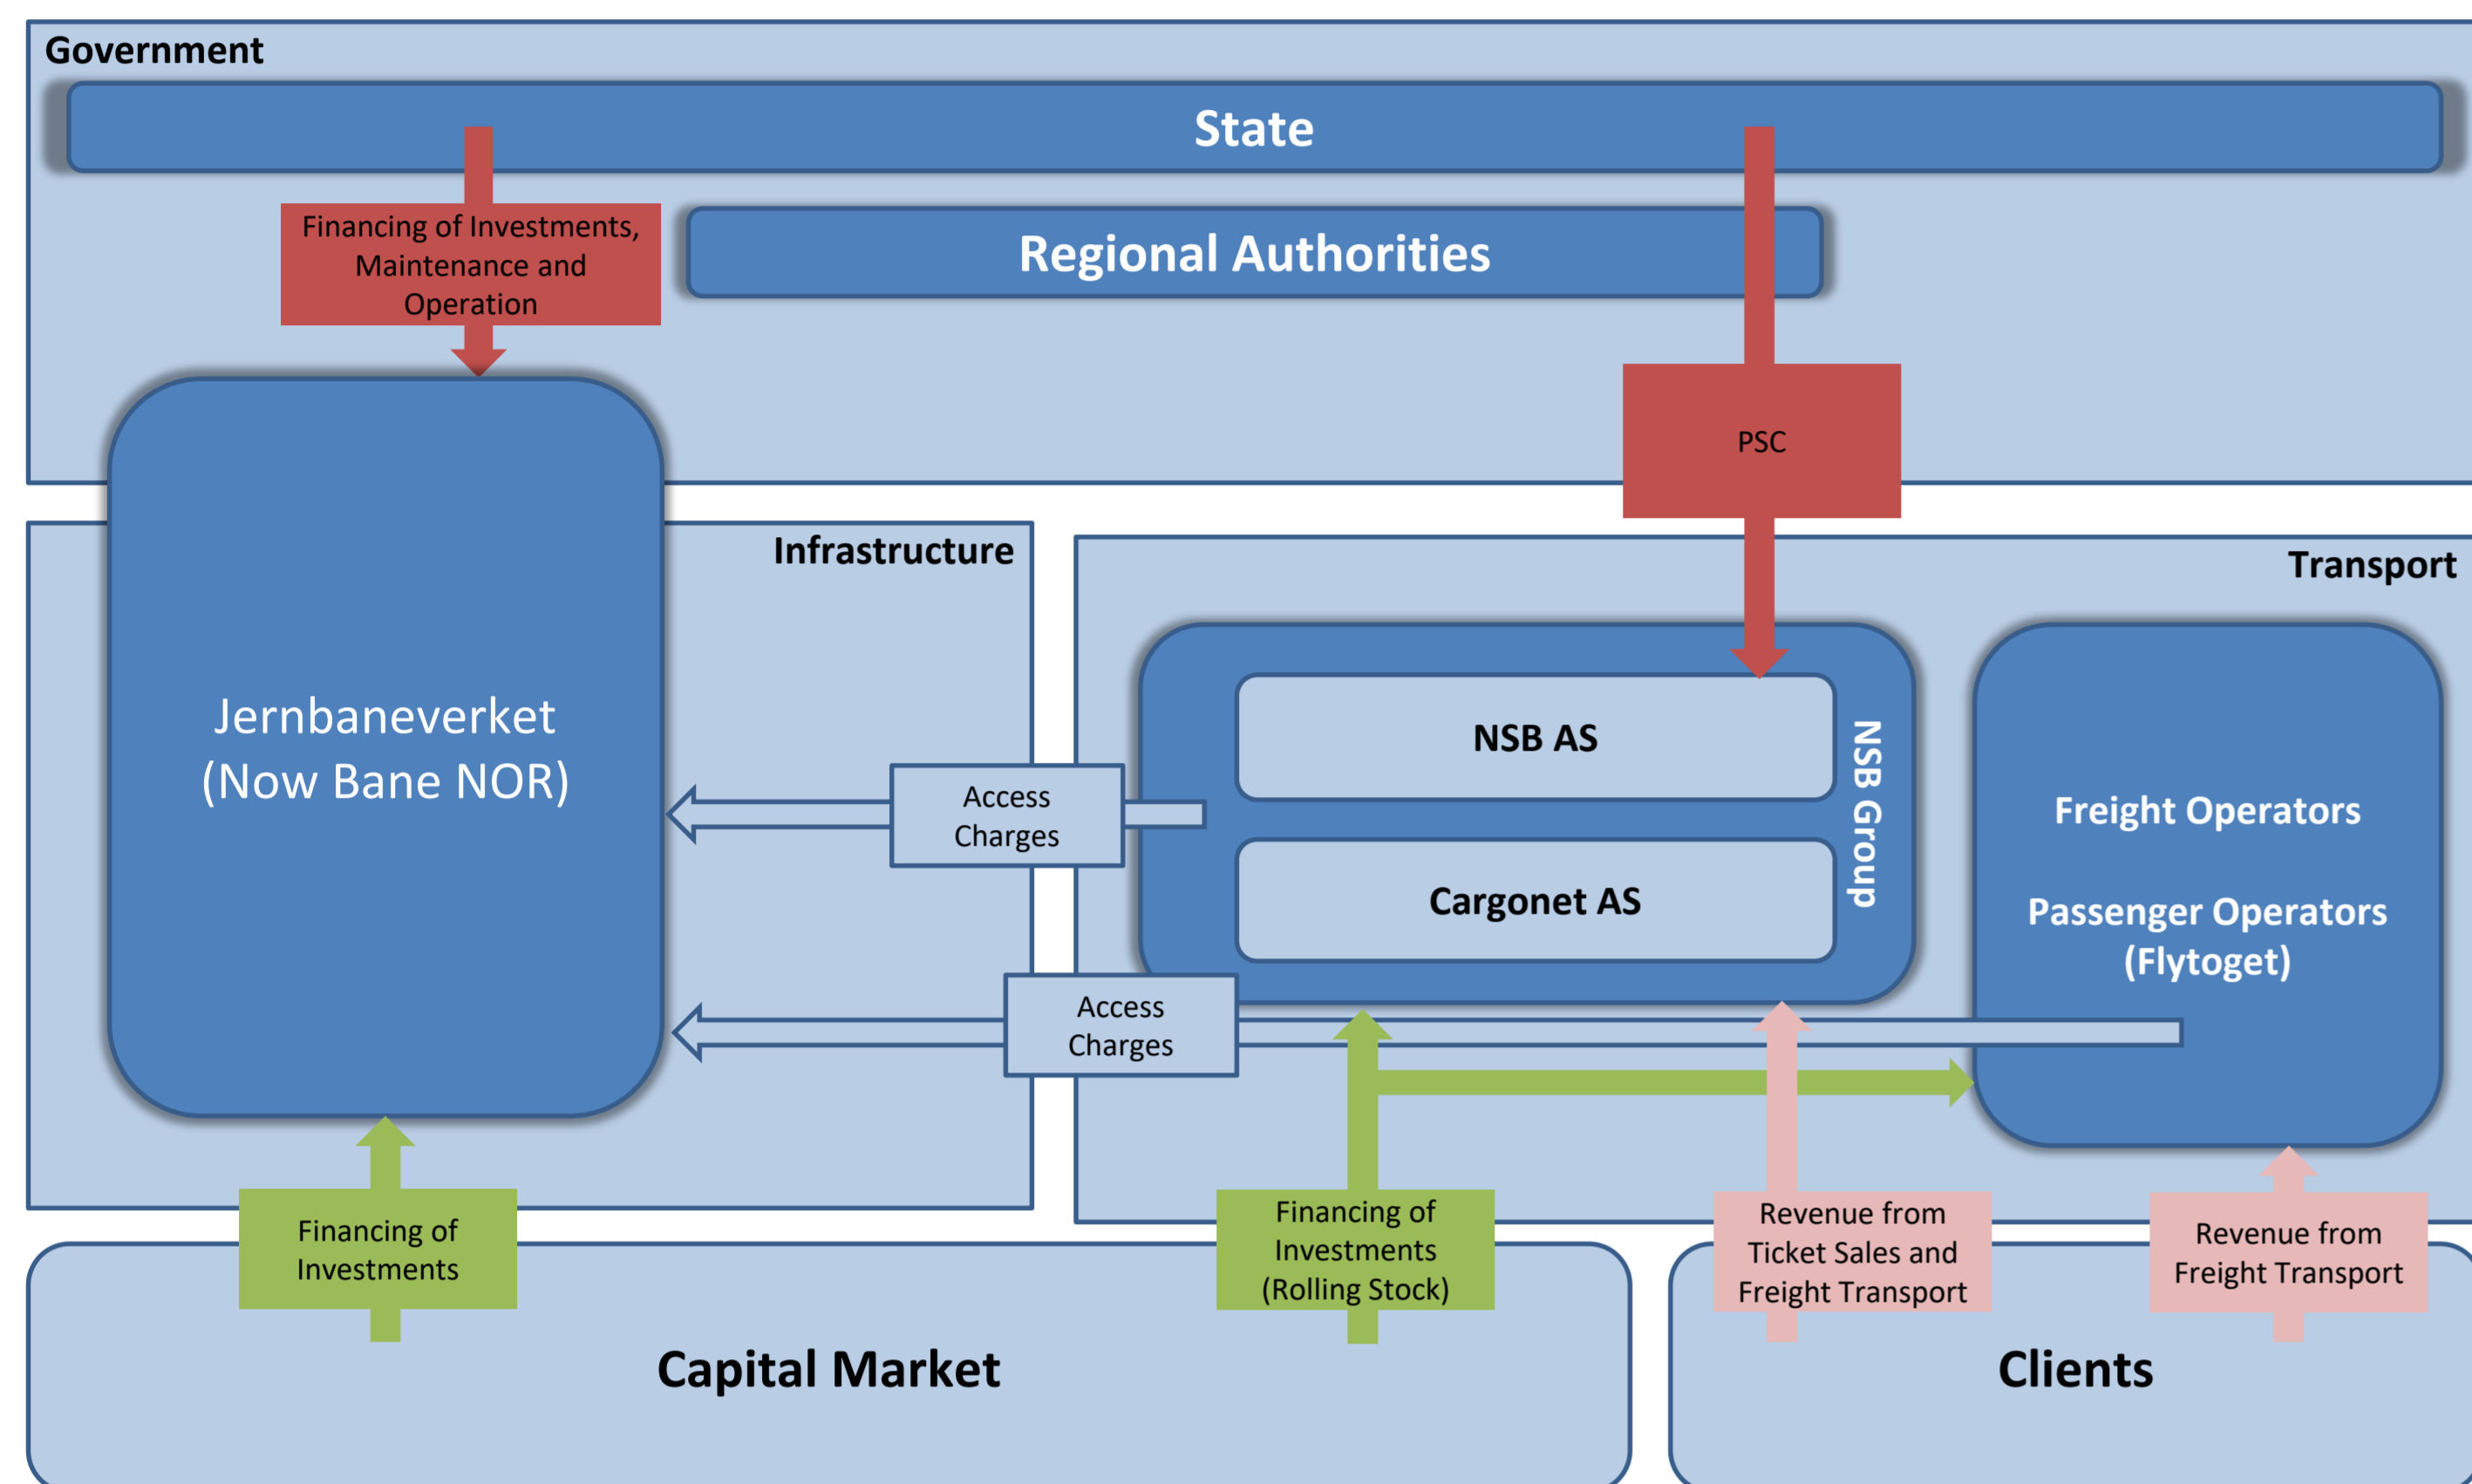 Government
State
Financing of Investments,
Maintenance and
Operation
Regional Authorities
PSC
Infrastructure
Transport
Jernbaneverket
(Now Bane NOR)
NSB AS
Cargonet AS
NSB Group
Freight Operators
Passenger Operators
(Flytoget)
Access
Charges
Access
Charges
Financing of
Investments
Financing of
Investments
(Rolling Stock)
Revenue from
Ticket Sales and
Freight Transport
Revenue from
Freight Transport
Capital Market
Clients